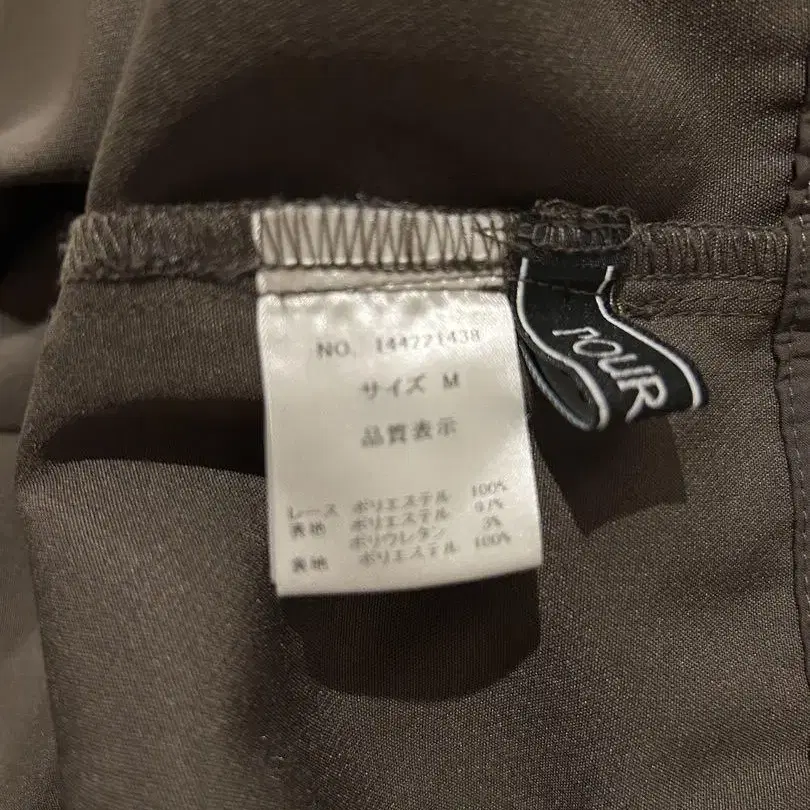 NO. 144271438
サイズ M
品質表示
レース ポリエステル 100%
表地 ポリエステル 97%
ポリウレタン 3%
表地 ポリエステル 100%
TOUR